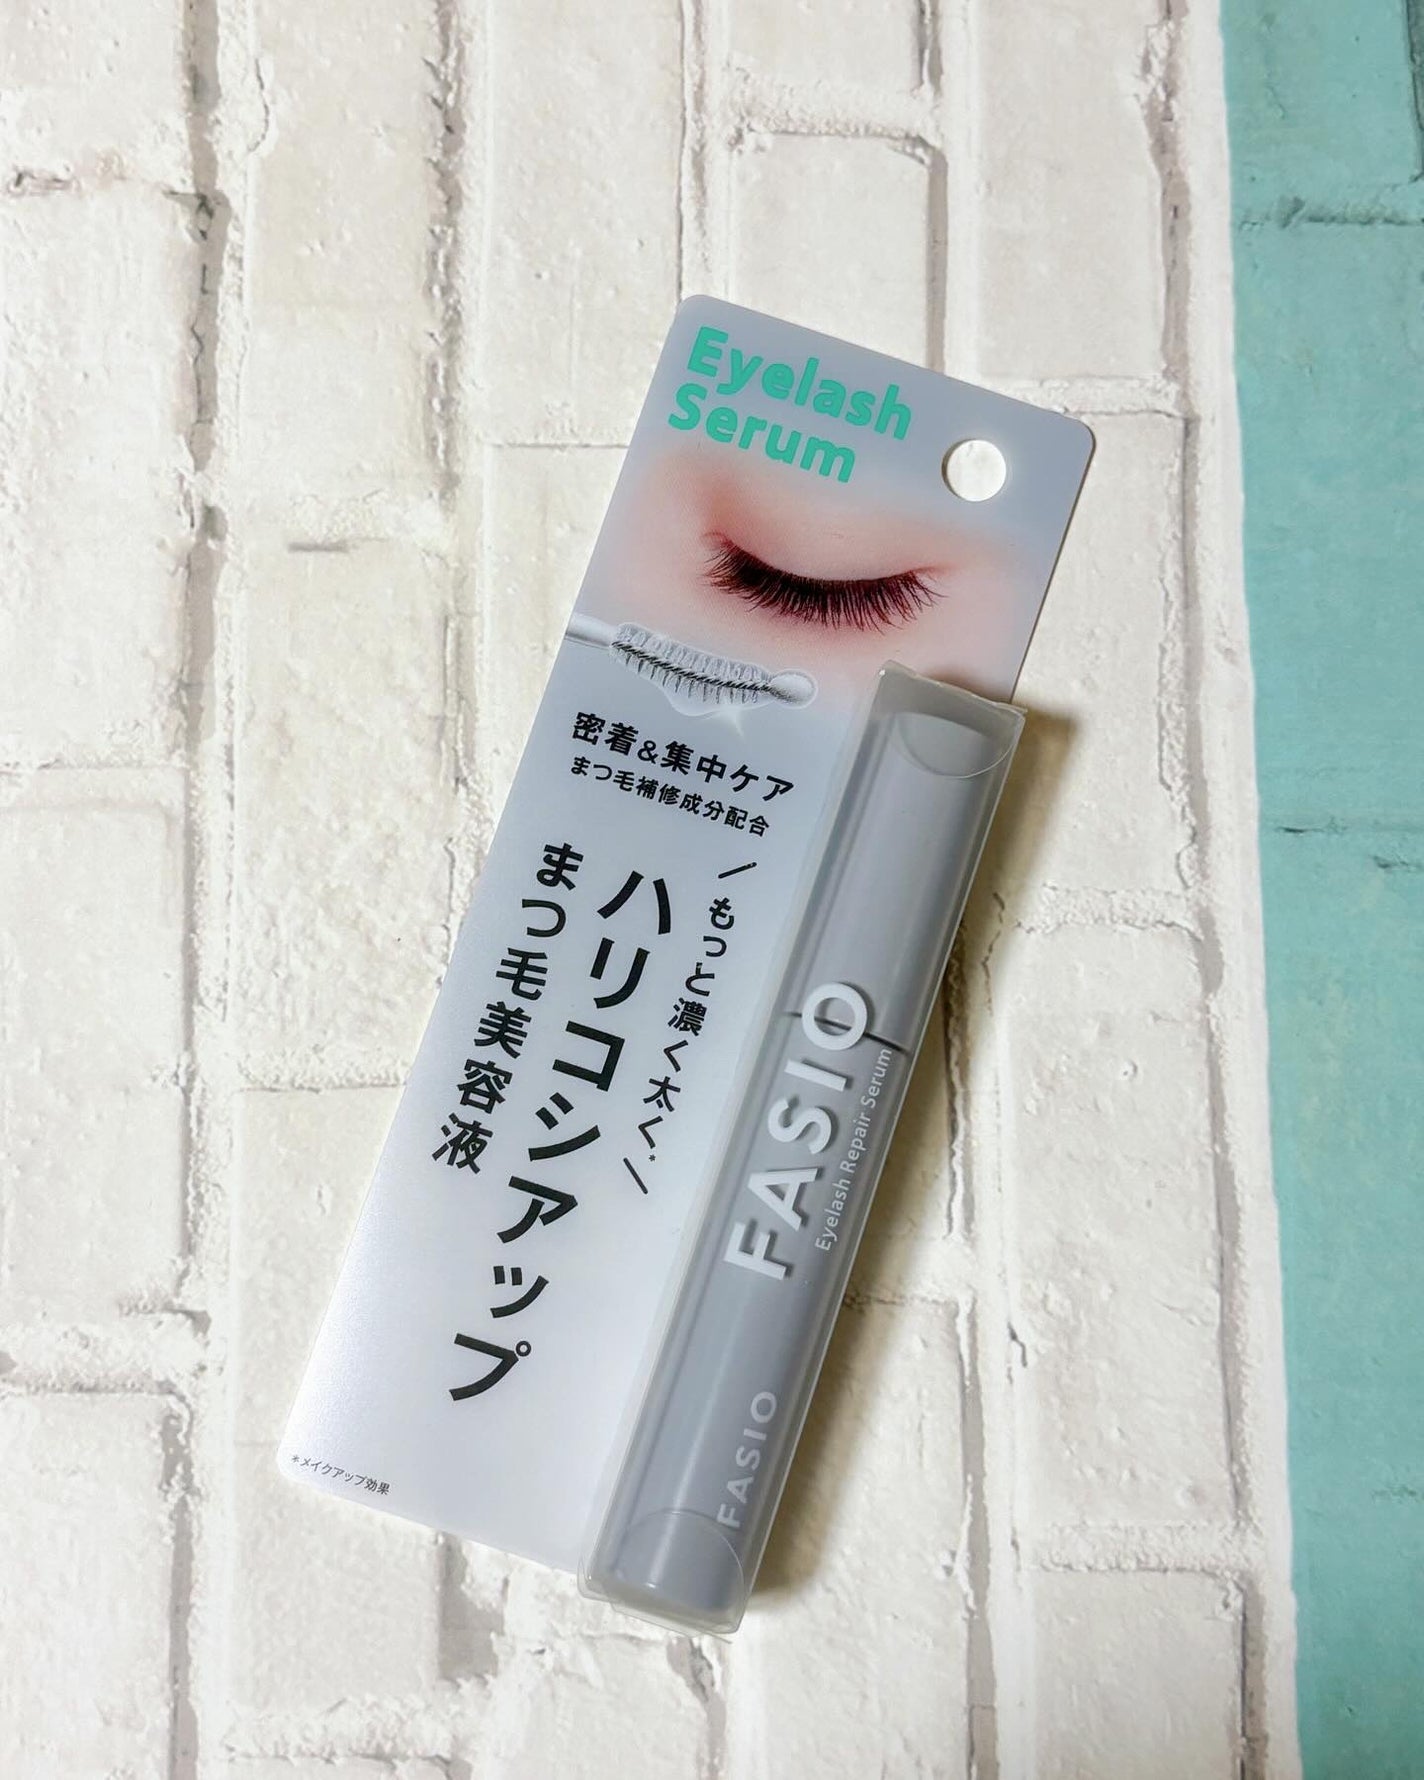 Eyelash
Serum
密着&集中ケア
まつ毛補修成分配合
もっと濃く太く*
ハリコシアップ
まつ毛美容液
*メイクアップ効果
FASIO
Eyelash Repair Serum
FASIO